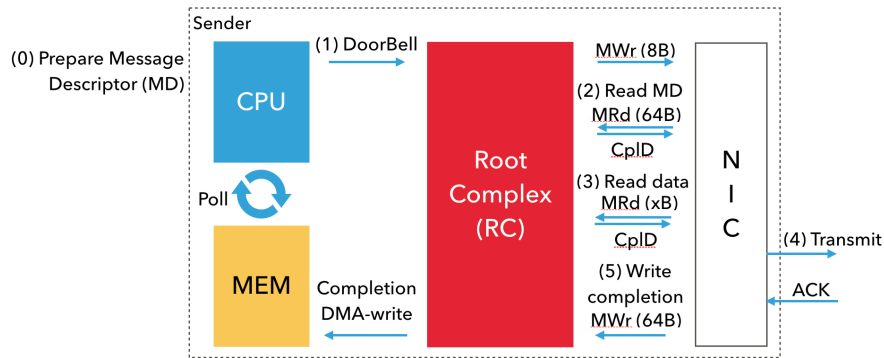 Sender
(0) Prepare Message
Descriptor (MD)
CPU
(1) DoorBell
Poll
MEM
Completion
DMA-write
Root
Complex
(RC)
MWr (8B)
(2) Read MD
MRd (64B)
CplD
(3) Read data
MRd (xB)
CplD
(5) Write
completion
MWr (64B)
N
I
C
(4) Transmit
ACK